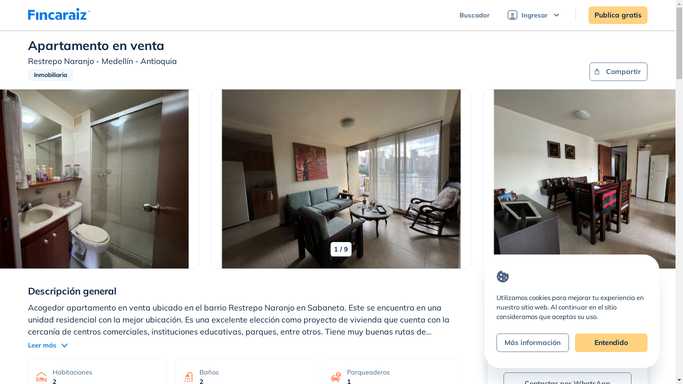 Fincaraiz
Buscador
Ingresar
Publica gratis
Apartamento en venta
Restrepo Naranjo - Medellín - Antioquia
Inmobiliaria
Compartir
1 / 9
Descripción general
Acogedor apartamento en venta ubicado en el barrio Restrepo Naranjo en Sabaneta. Este se encuentra en una
unidad residencial con la mejor ubicación. Es una excelente elección como proyecto de vivienda que cuenta con la
cercanía de centros comerciales, instituciones educativas, parques, entre otros. Tiene muy buenas rutas de...
Leer más
Habitaciones
2
Baños
2
Parqueaderos
1
Utilizamos cookies para mejorar tu experiencia en
nuestro sitio web. Al continuar en el sitio
consideramos que aceptas su uso.
Más información
Entendido
Contactar por WhatsApp